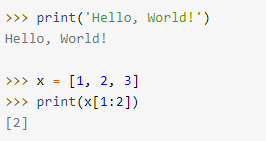 >>> print('Hello, World!')
Hello, World!
>>> x = [1, 2, 3]
>>> print(x[1:2])
[2]